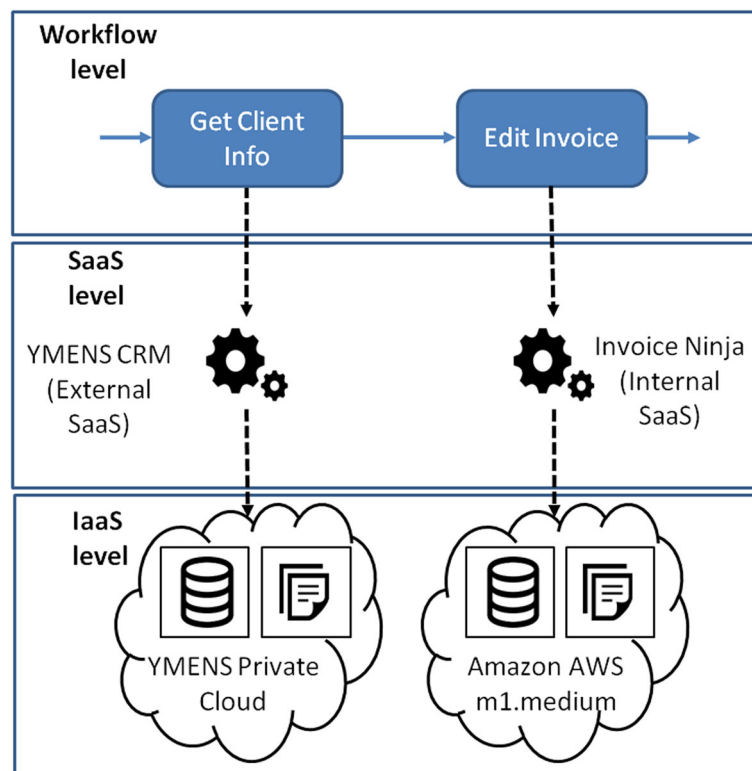 Workflow
level
Get Client
Info
Edit Invoice
SaaS
level
YMENS CRM
(External
SaaS)
Invoice Ninja
(Internal
SaaS)
IaaS
level
YMENS Private
Cloud
Amazon AWS
m1.medium